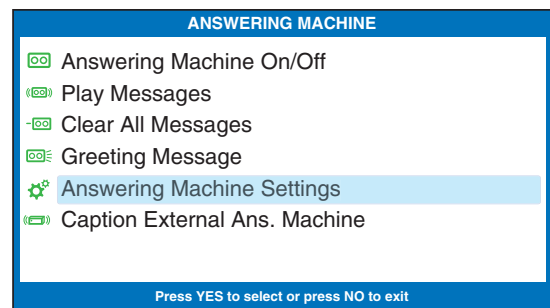 ANSWERING MACHINE
Answering Machine On/Off
Play Messages
Clear All Messages
Greeting Message
Answering Machine Settings
Caption External Ans. Machine
Press YES to select or press NO to exit